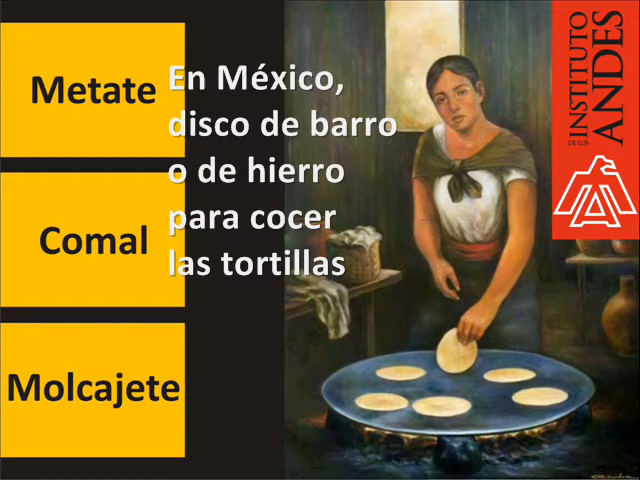 Metate
Comal
Molcajete
En México,
disco de barro
o de hierro
para cocer
las tortillas
INSTITUTO
DE LOS
ANDES